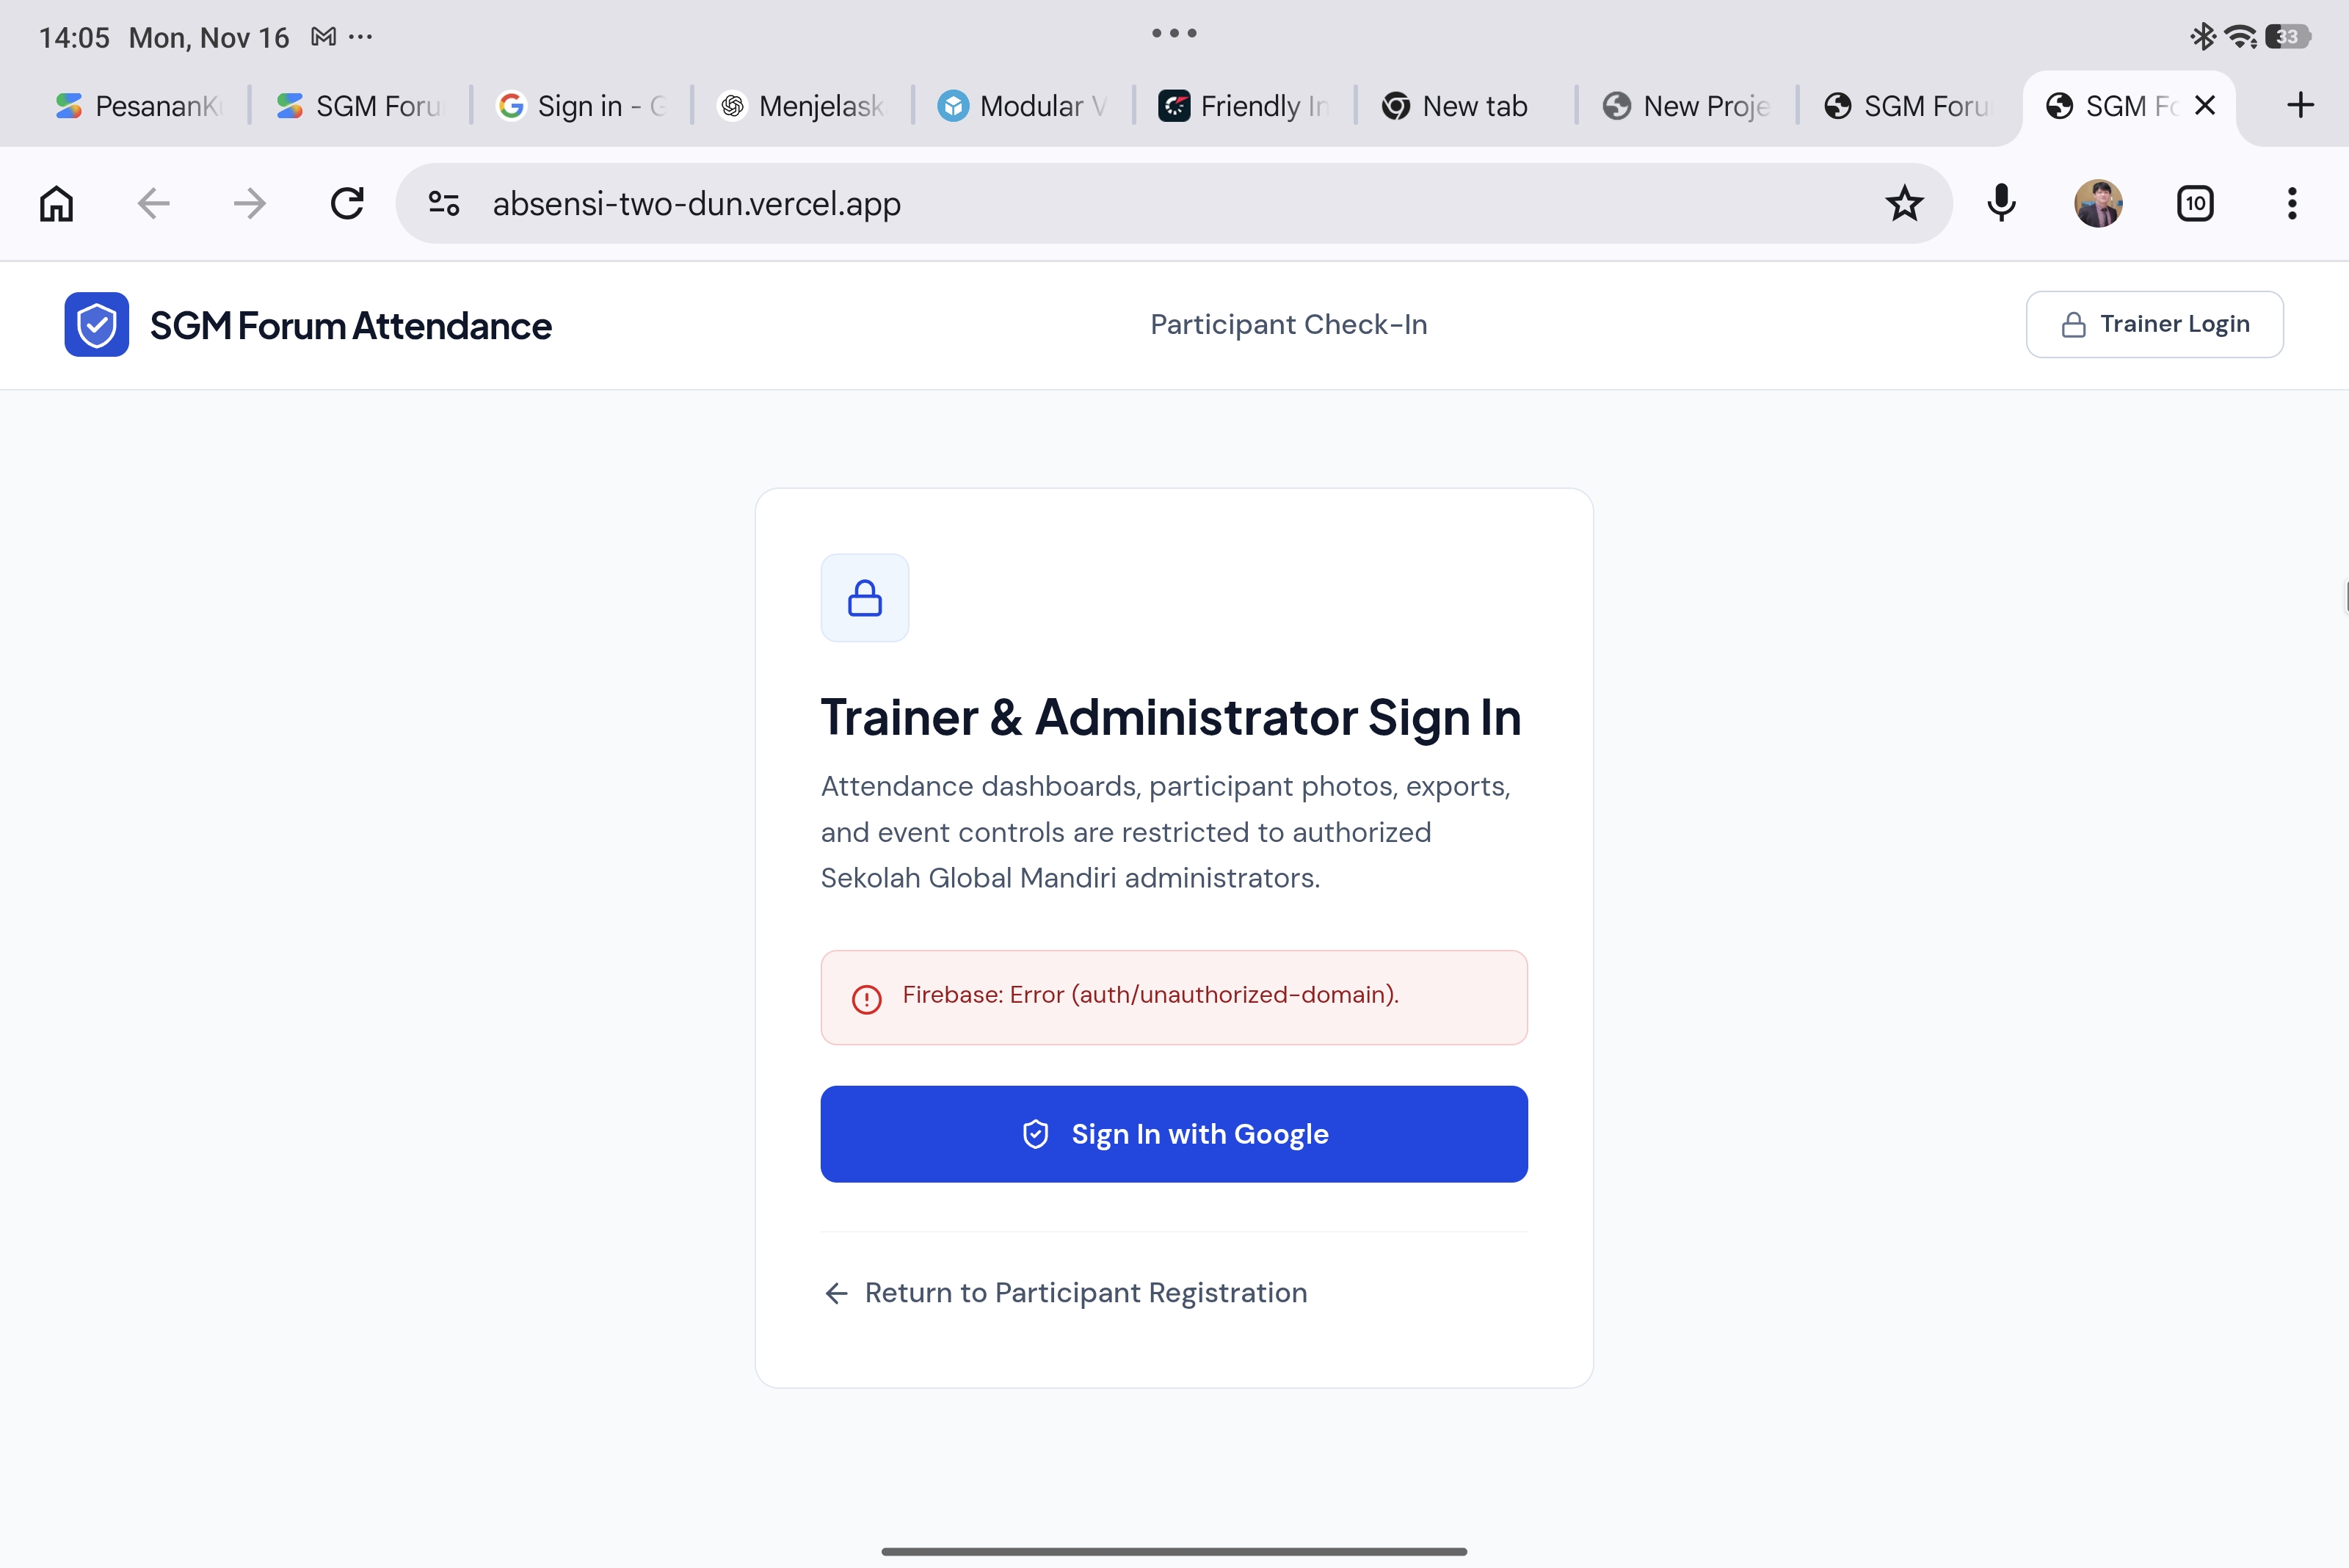 14:05 Mon, Nov 16
33
SGM Foru
Sign in - G
Menjelask
Modular V
Friendly In
New tab
New Proje
SGM Foru
SGM Fo
absensi-two-dun.vercel.app
10
SGM Forum Attendance
Participant Check-In
Trainer Login
Trainer & Administrator Sign In
Attendance dashboards, participant photos, exports,
and event controls are restricted to authorized
Sekolah Global Mandiri administrators.
Firebase: Error (auth/unauthorized-domain).
Sign In with Google
Return to Participant Registration